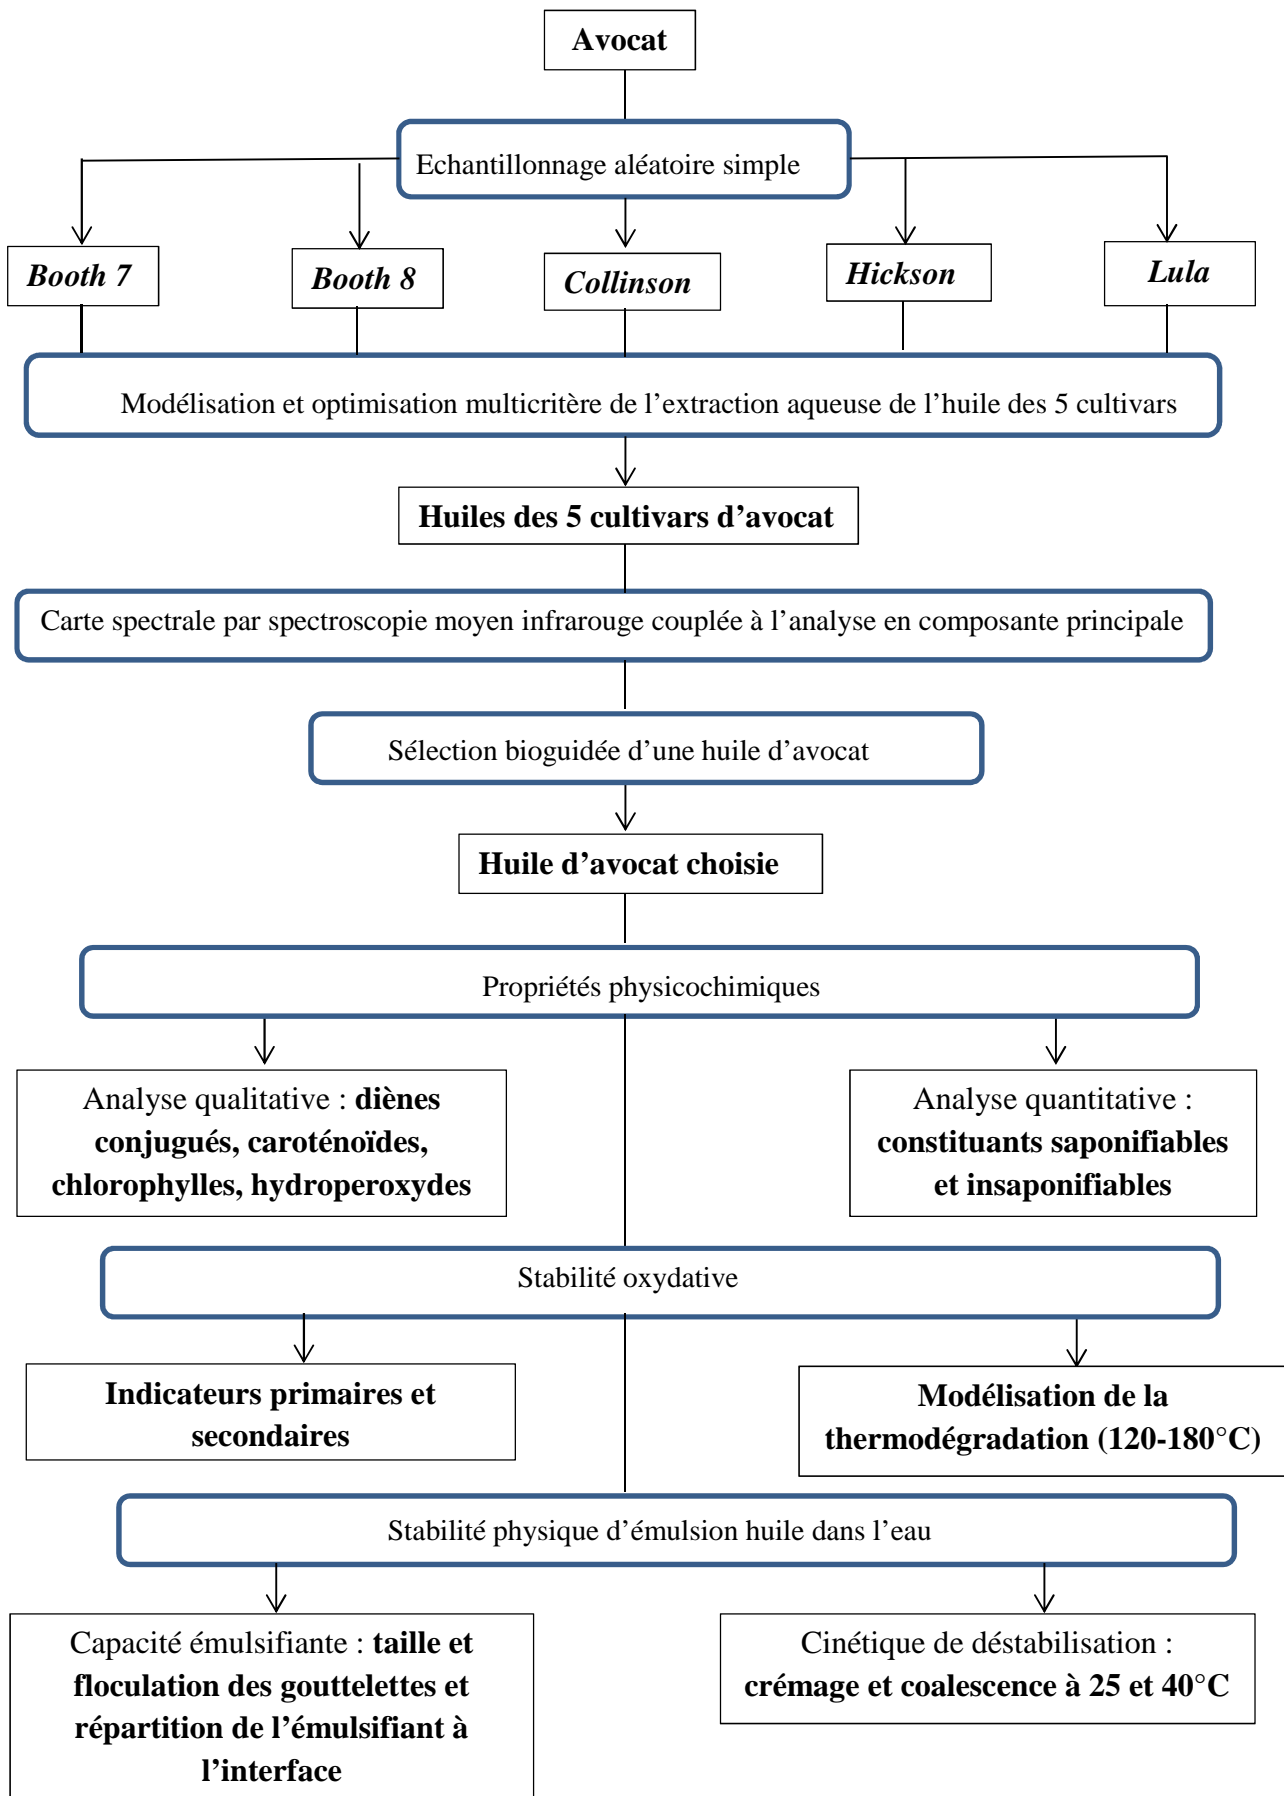 Avocat
Echantillonnage aléatoire simple
Booth 7
Booth 8
Collinson
Hickson
Lula
Modélisation et optimisation multicritère de l’extraction aqueuse de l’huile des 5 cultivars
Huiles des 5 cultivars d’avocat
Carte spectrale par spectroscopie moyen infrarouge couplée à l’analyse en composante principale
Sélection bioguidée d’une huile d’avocat
Huile d’avocat choisie
Propriétés physicochimiques
Analyse qualitative : diènes
conjugués, caroténoïdes,
chlorophylles, hydroperoxydes
Analyse quantitative :
constituants saponifiables
et insaponifiables
Stabilité oxydative
Indicateurs primaires et
secondaires
Modélisation de la
thermodégradation (120-180°C)
Stabilité physique d’émulsion huile dans l’eau
Capacité émulsifiante : taille et
floculation des gouttelettes et
répartition de l’émulsifiant à
l’interface
Cinétique de déstabilisation :
crémage et coalescence à 25 et 40°C